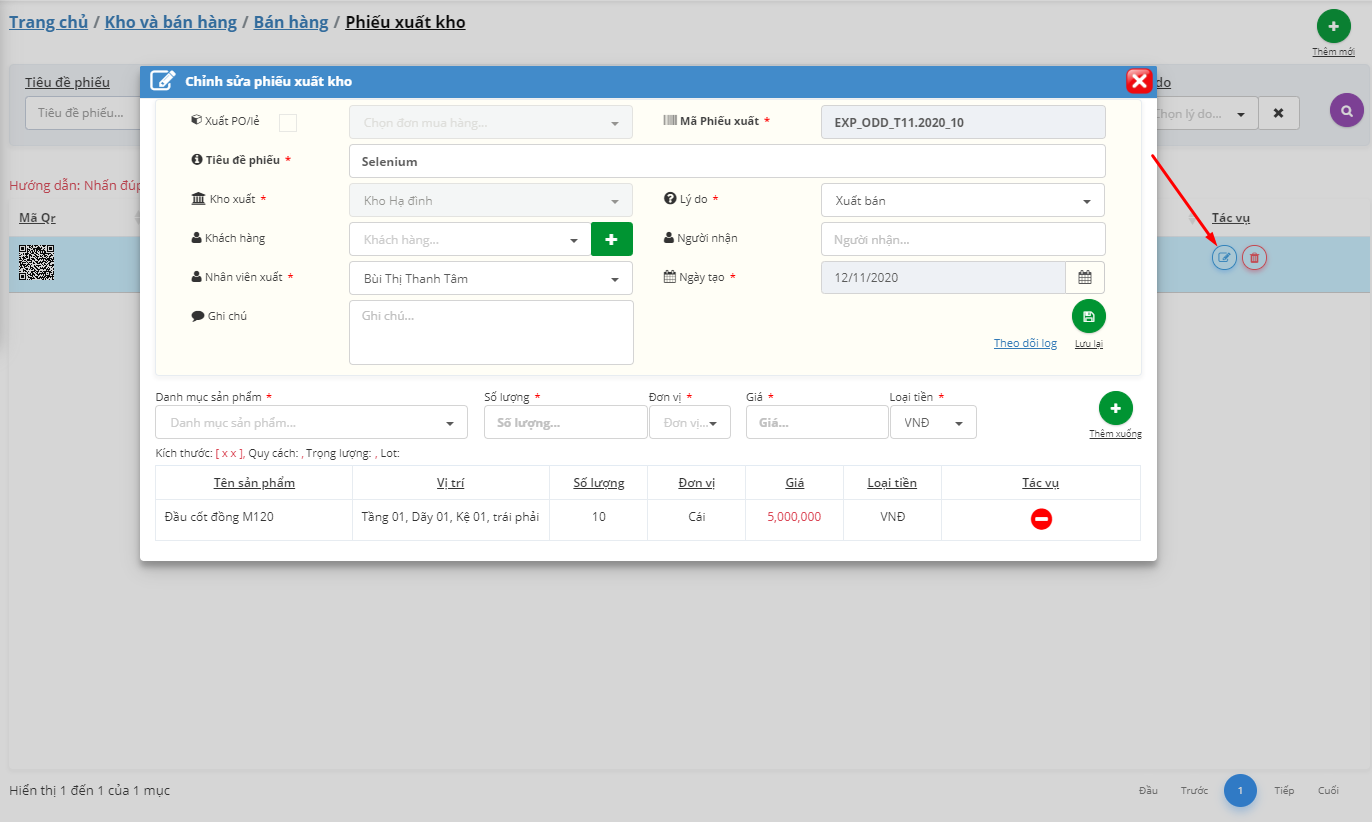 Trang chủ / Kho và bán hàng / Bán hàng / Phiếu xuất kho
Thêm mới
Tiêu đề phiếu
do
Tiêu đề phiếu...
họn lý do...
Hướng dẫn: Nhấn đúp
Mã Qr
Tác vụ
Chỉnh sửa phiếu xuất kho
Xuất PO/lẻ
Chọn đơn mua hàng...
Mã Phiếu xuất *
EXP_ODD_T11.2020_10
Tiêu đề phiếu *
Selenium
Kho xuất *
Kho Hạ đình
Lý do *
Xuất bán
Khách hàng
Khách hàng...
Người nhận
Người nhận...
Nhân viên xuất *
Bùi Thị Thanh Tâm
Ngày tạo *
12/11/2020
Ghi chú
Ghi chú...
Theo dõi log
Lưu lại
Danh mục sản phẩm *
Số lượng *
Đơn vị *
Giá *
Loại tiền *
Danh mục sản phẩm...
Số lượng...
Đơn vị...
Giá...
VNĐ
Thêm xuống
Kích thước: [ x x ], Quy cách: , Trọng lượng: , Lot:
Tên sản phẩm
Vị trí
Số lượng
Đơn vị
Giá
Loại tiền
Tác vụ
Đầu cốt đồng M120
Tầng 01, Dãy 01, Kệ 01, trái phải
10
Cái
5,000,000
VNĐ
Hiển thị 1 đến 1 của 1 mục
Đầu
Trước
1
Tiếp
Cuối